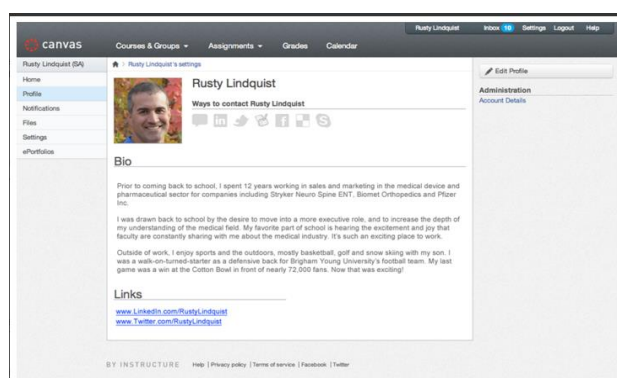 Rusty Lindquist Inbox 16 Settings Logout Help
canvas Courses & Groups Assignments Grades Calendar
Rusty Lindquist (SA)
Home
Profile
Notifications
Files
Settings
ePortfolios
Rusty Lindquist's settings
Rusty Lindquist
Ways to contact Rusty Lindquist
Bio
Prior to coming back to school, I spent 12 years working in sales and marketing in the medical device and
pharmaceutical sector for companies including Stryker Neuro Spine ENT, Biomet Orthopedics and Pfizer
Inc.
I was drawn back to school by the desire to move into a more executive role, and to increase the depth of
my understanding of the medical field. My favorite part of school is hearing the excitement and joy that
faculty are constantly sharing with me about the medical industry. It's such an exciting place to work.
Outside of work, I enjoy sports and the outdoors, mostly basketball, golf and snow skiing with my son. I
was a walk-on-turned-starter as a defensive back for Brigham Young University's football team. My last
game was a win at the Cotton Bowl in front of nearly 72,000 fans. Now that was exciting!
Links
www.LinkedIn.com/RustyLindquist
www.Twitter.com/RustyLindquist
Edit Profile
Administration
Account Details
BY INSTRUCTURE Help | Privacy policy | Terms of service | Facebook | Twitter